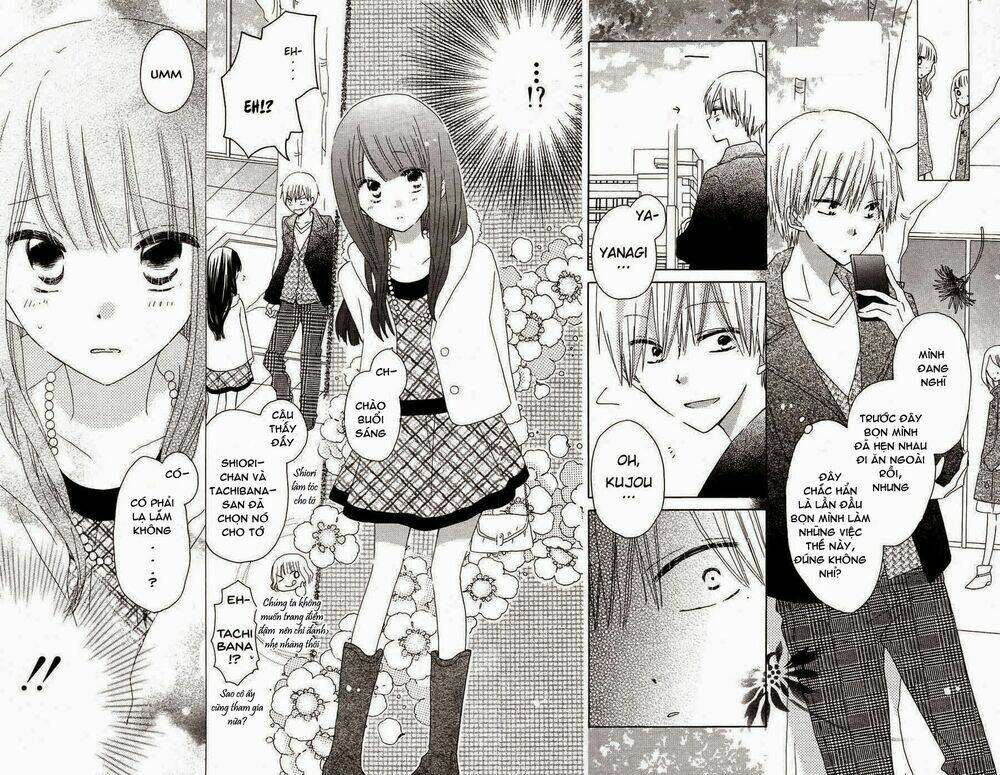 MÌNH
ĐANG
NGHĨ
TRƯỚC ĐÂY
BỌN MÌNH
ĐÃ HẸN NHAU
ĐI ĂN NGOÀI
RỒI,
NHƯNG
ĐÂY
CHẮC HẲN
LÀ LẦN ĐẦU
BỌN MÌNH LÀM
NHỮNG VIỆC
THẾ NÀY,
ĐÚNG KHÔNG
NHỈ?
YA-
YANAGI
...
OH,
KUJOU
...
...
!?
CH-
CHÀO
BUỔI
SÁNG
EH-
EH!?
CÂU
THẤY
ĐẤY
SHIORI-
CHAN VÀ
TACHIBANA-
SAN ĐÃ
CHỌN NÓ
CHO TỚ
Shiori
làm tóc
cho tớ
Chúng ta không
muốn trang điểm
đậm nên chỉ đánh
nhẹ nhàng thôi
EH-
TACHI
BANA
!?
Sao cô ấy
cũng tham gia
nữa?
UMM
CÓ-
CÓ PHẢI
LẠ LẮM
KHÔNG
....
?
!!